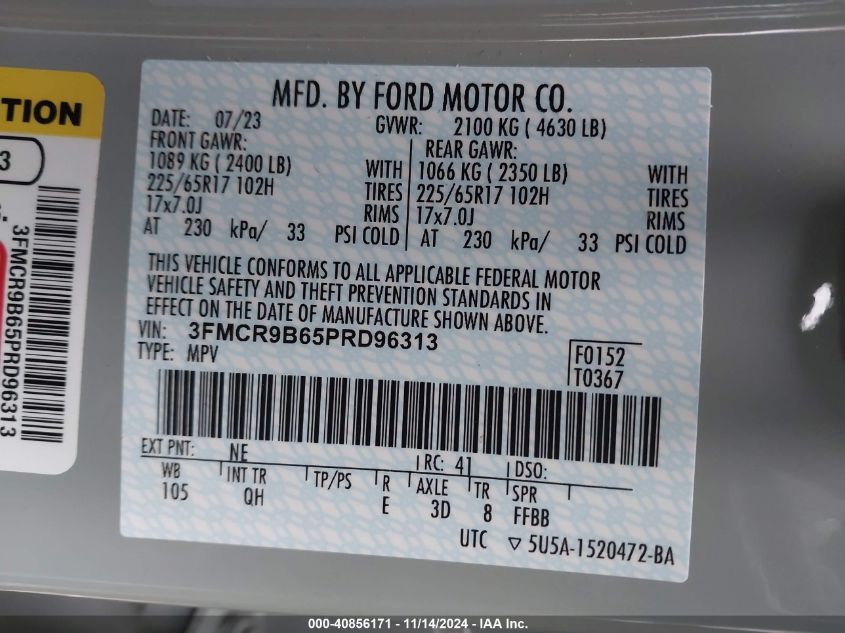 TION
3
3FMCR9B65PRD96313
MFD. BY FORD MOTOR CO.
DATE: 07/23 GVWR: 2100 KG ( 4630 LB)
FRONT GAWR: REAR GAWR:
1089 KG ( 2400 LB) WITH 1066 KG ( 2350 LB) WITH
225/65R17 102H TIRES 225/65R17 102H TIRES
17x7.0J RIMS 17x7.0J RIMS
AT 230 kPa/ 33 PSI COLD AT 230 kPa/ 33 PSI COLD
THIS VEHICLE CONFORMS TO ALL APPLICABLE FEDERAL MOTOR
VEHICLE SAFETY AND THEFT PREVENTION STANDARDS IN
EFFECT ON THE DATE OF MANUFACTURE SHOWN ABOVE.
VIN: 3FMCR9B65PRD96313
TYPE: MPV
F0152
T0367
EXT PNT: NE RC: 41 DSO:
WB INT TR TP/PS R AXLE TR SPR
105 QH E 3D 8 FFBB
UTC ▽ 5U5A-1520472-BA
000-40856171 - 11/14/2024 - IAA Inc.